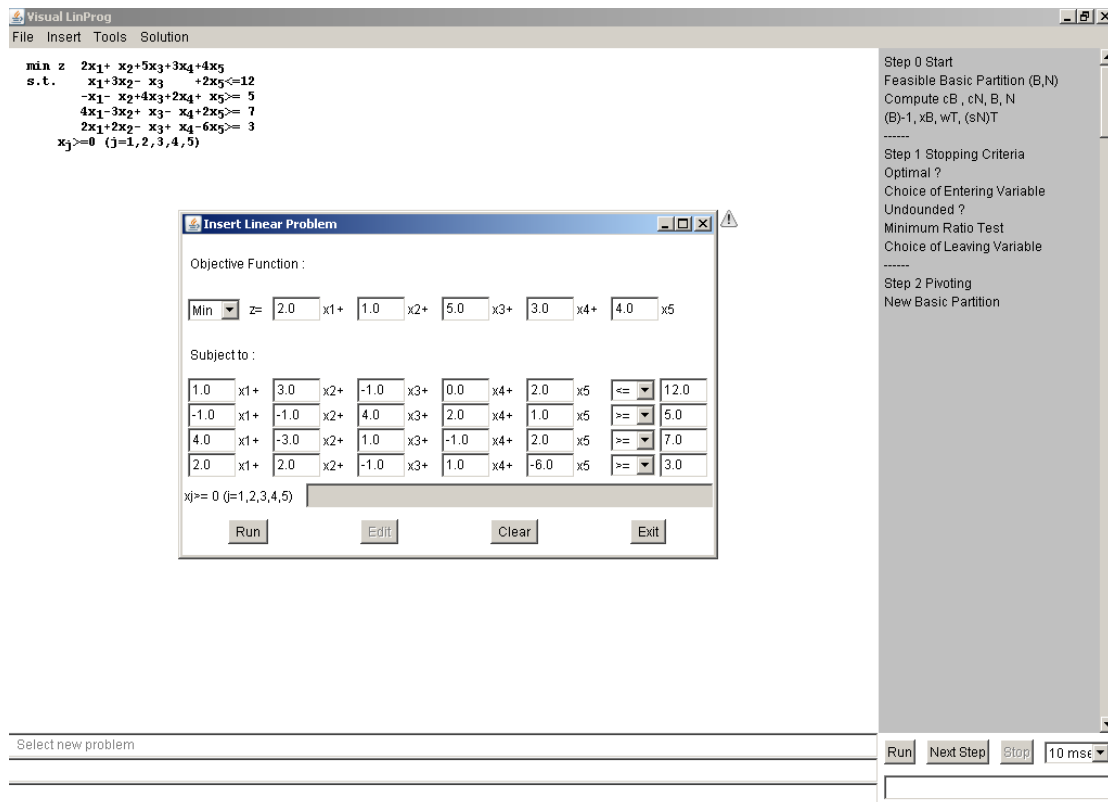 Visual LinProg
File Insert Tools Solution
min z 2x1+ x2+5x3+3x4+4x5
s.t. x1+3x2- x3 +2x5<=12
-x1- x2+4x3+2x4+ x5>= 5
4x1-3x2+ x3- x4+2x5>= 7
2x1+2x2- x3+ x4-6x5>= 3
xj>=0 (j=1,2,3,4,5)
Insert Linear Problem
Objective Function :
Min z= 2.0 x1+ 1.0 x2+ 5.0 x3+ 3.0 x4+ 4.0 x5
Subject to :
1.0 x1+ 3.0 x2+ -1.0 x3+ 0.0 x4+ 2.0 x5 <= 12.0
-1.0 x1+ -1.0 x2+ 4.0 x3+ 2.0 x4+ 1.0 x5 >= 5.0
4.0 x1+ -3.0 x2+ 1.0 x3+ -1.0 x4+ 2.0 x5 >= 7.0
2.0 x1+ 2.0 x2+ -1.0 x3+ 1.0 x4+ -6.0 x5 >= 3.0
xj>= 0 (j=1,2,3,4,5)
Run Edit Clear Exit
Step 0 Start
Feasible Basic Partition (B,N)
Compute cB , cN, B, N
(B)-1, xB, wT, (sN)T
------
Step 1 Stopping Criteria
Optimal ?
Choice of Entering Variable
Undounded ?
Minimum Ratio Test
Choice of Leaving Variable
------
Step 2 Pivoting
New Basic Partition
Select new problem
Run Next Step Stop 10 mse